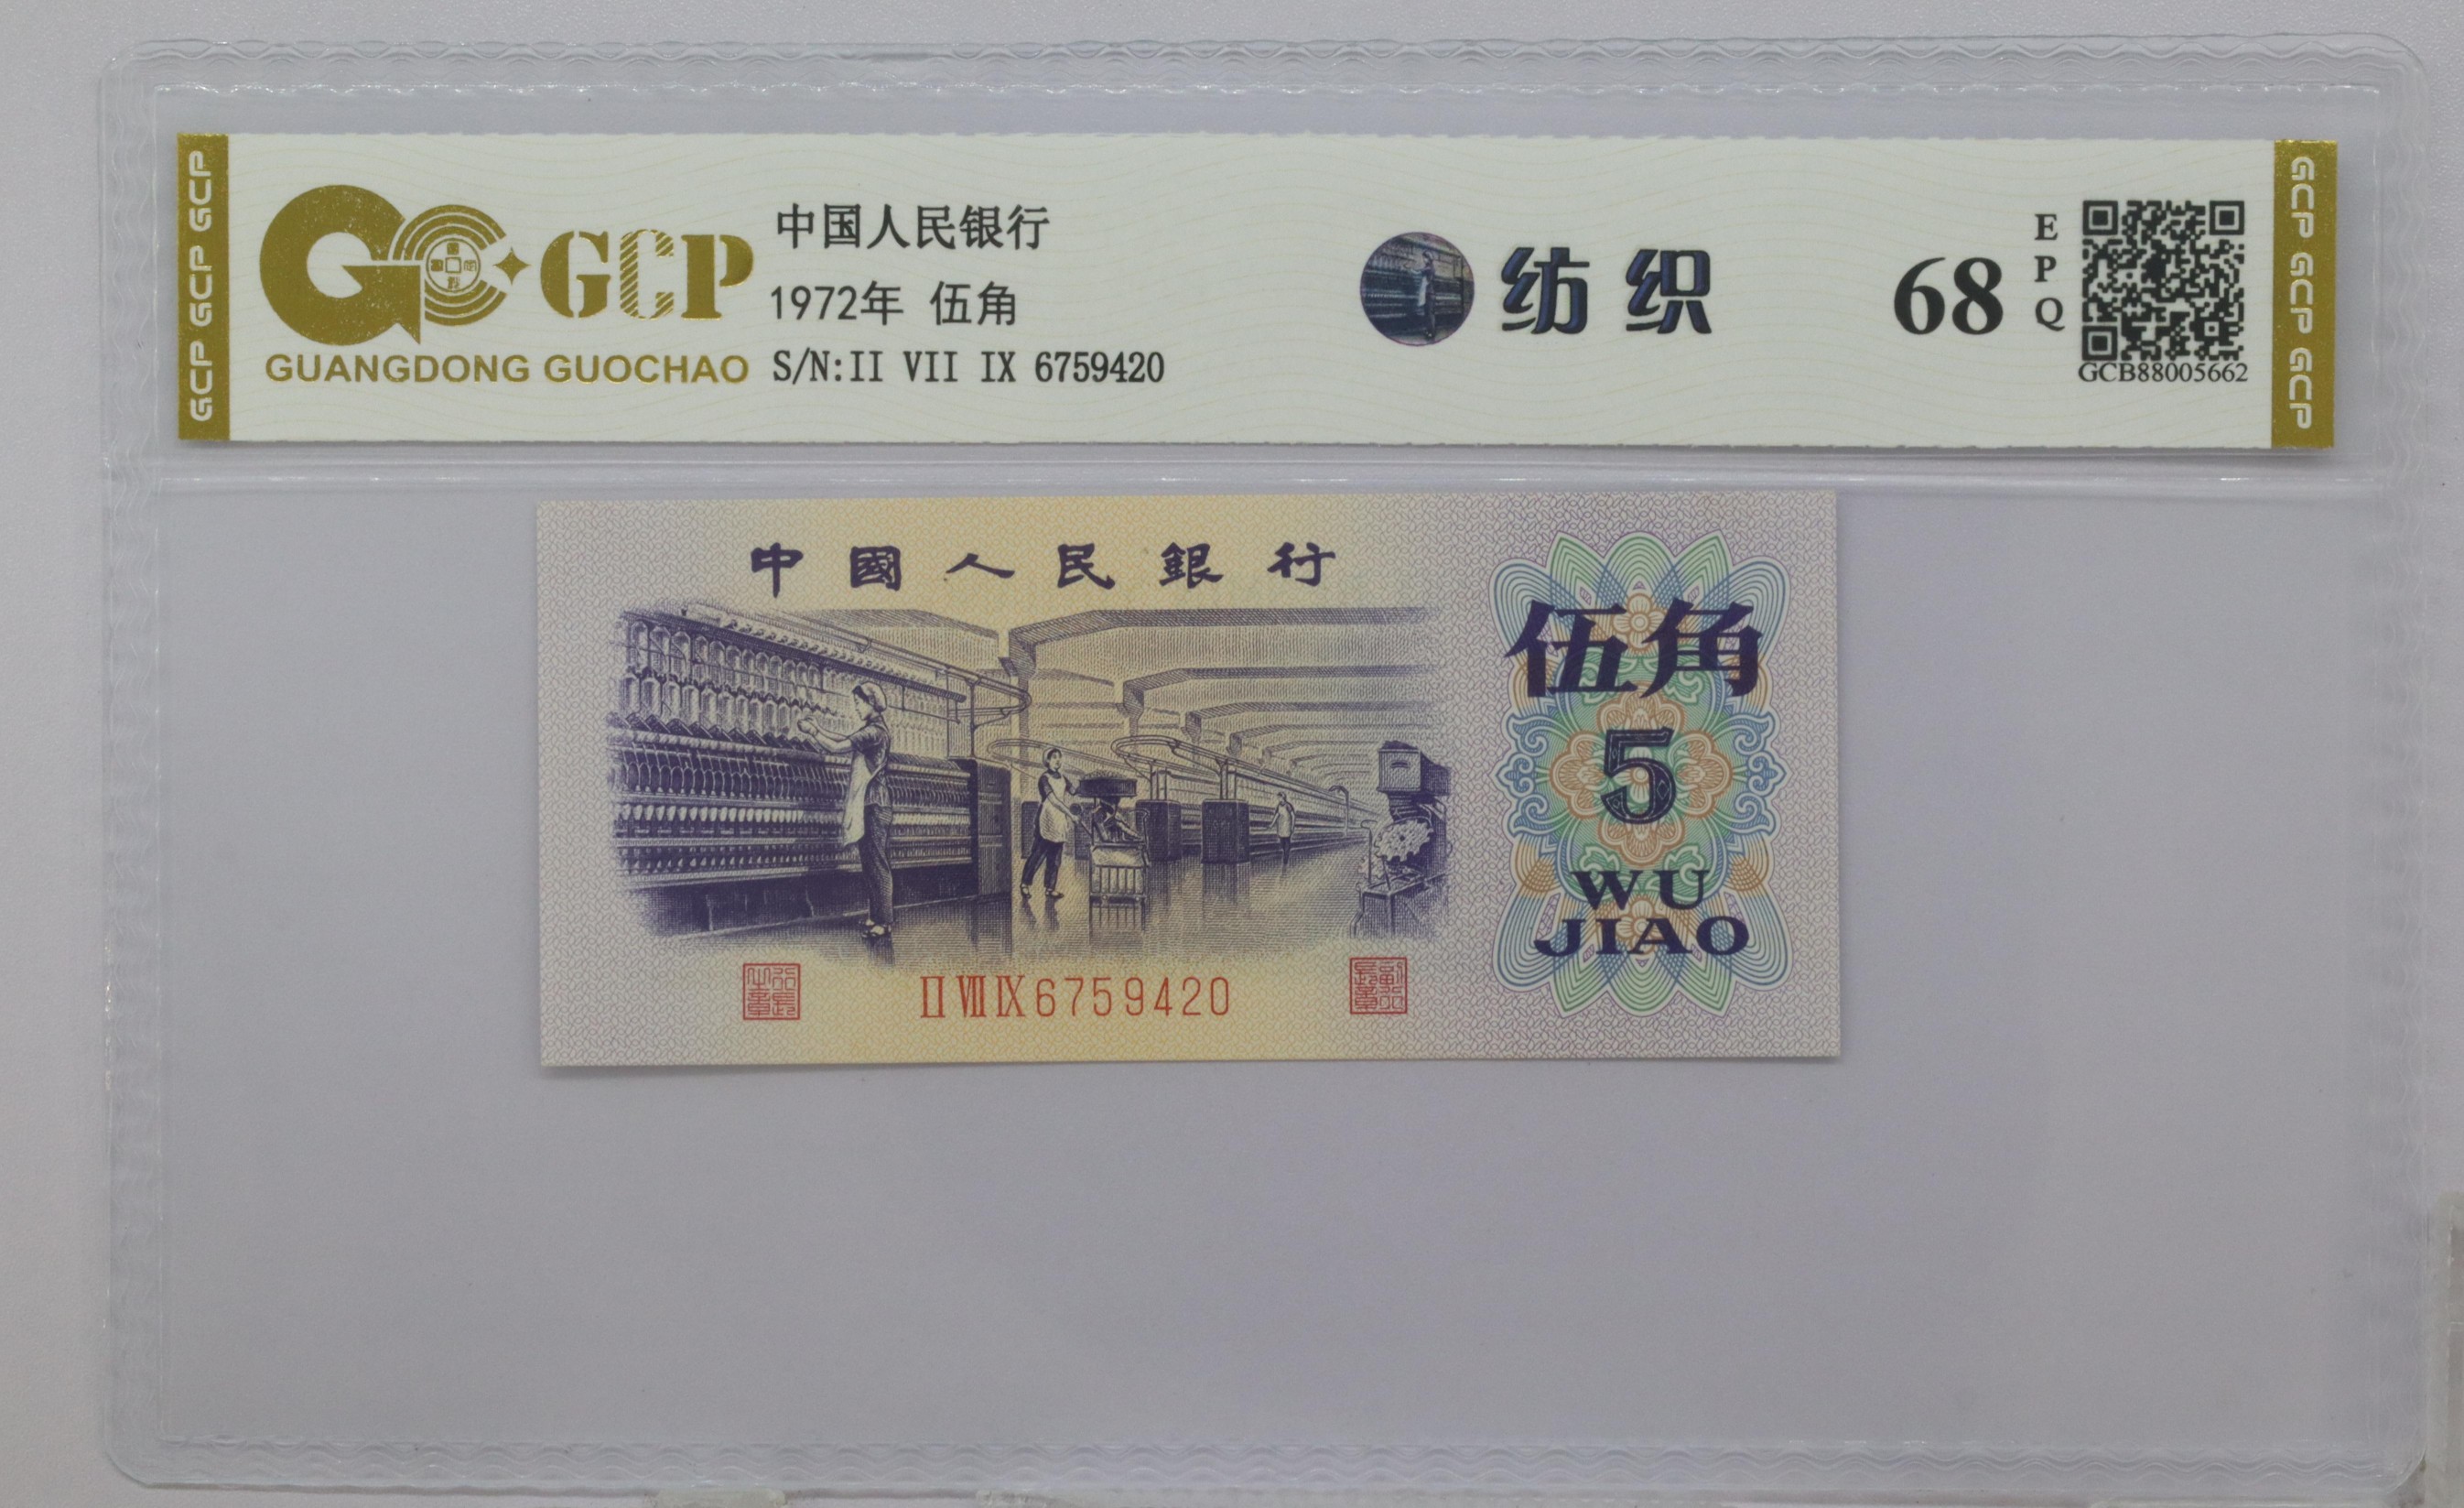 GCP GCP GCP
GCP
GUANGDONG GUOCHAO
中国人民银行
1972年 伍角
S/N:II VII IX 6759420
纺织
68
E
P
Q
GCB88005662
GCP GCP GCP
中國人民銀行
伍角
5
WU
JIAO
II VII IX 6759420